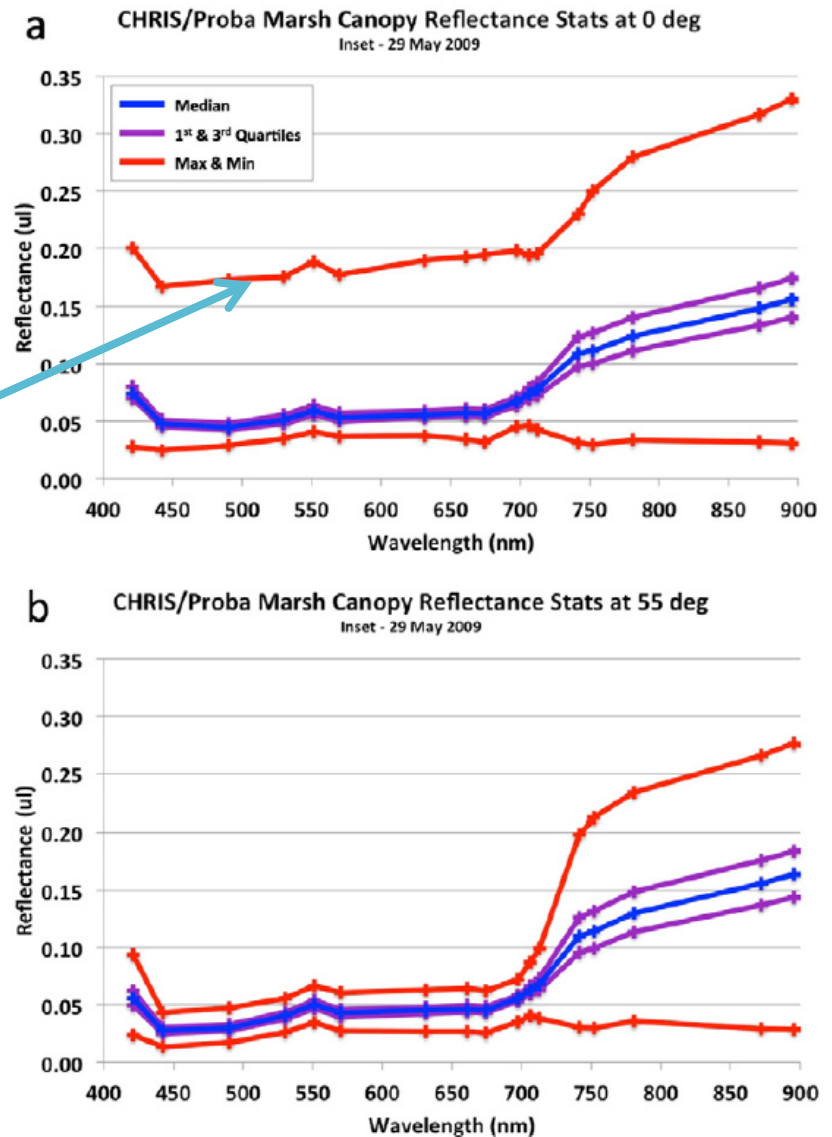 a
CHRIS/Proba Marsh Canopy Reflectance Stats at 0 deg
Inset - 29 May 2009
0.35
0.30
0.25
0.20
0.15
0.10
0.05
0.00
Reflectance (ul)
Median
1st & 3rd Quartiles
Max & Min
400 450 500 550 600 650 700 750 800 850 900
Wavelength (nm)
b
CHRIS/Proba Marsh Canopy Reflectance Stats at 55 deg
Inset - 29 May 2009
0.35
0.30
0.25
0.20
0.15
0.10
0.05
0.00
Reflectance (ul)
400 450 500 550 600 650 700 750 800 850 900
Wavelength (nm)